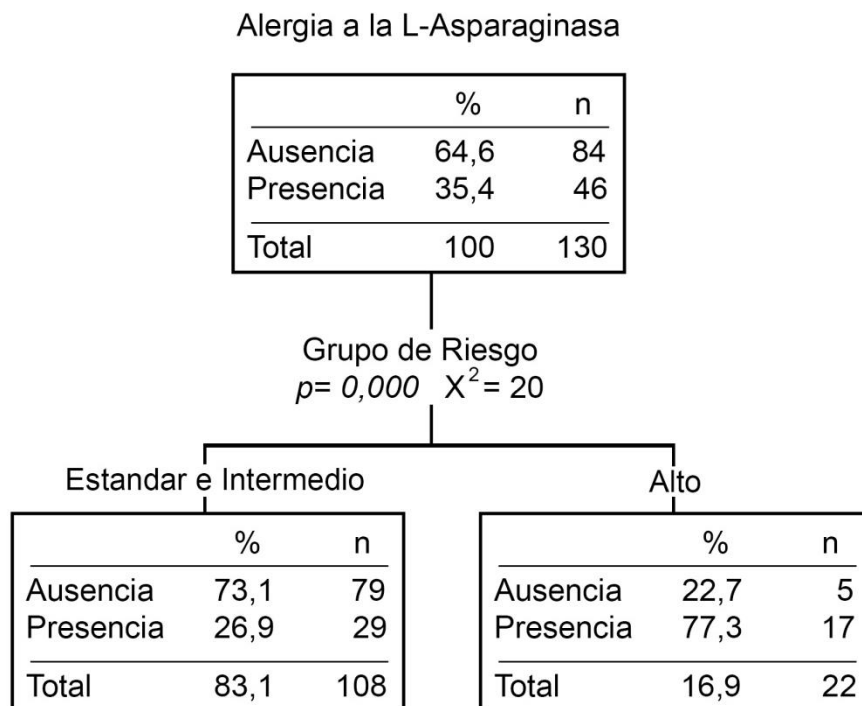 Alergia a la L-Asparaginasa
% n
Ausencia 64,6 84
Presencia 35,4 46
Total 100 130
Grupo de Riesgo
p= 0,000 X² = 20
Estandar e Intermedio
% n
Ausencia 73,1 79
Presencia 26,9 29
Total 83,1 108
Alto
% n
Ausencia 22,7 5
Presencia 77,3 17
Total 16,9 22